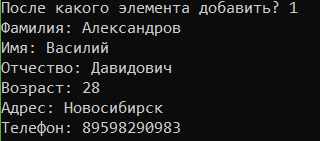 После какого элемента добавить? 1
Фамилия: Александров
Имя: Василий
Отчество: Давидович
Возраст: 28
Адрес: Новосибирск
Телефон: 89598290983